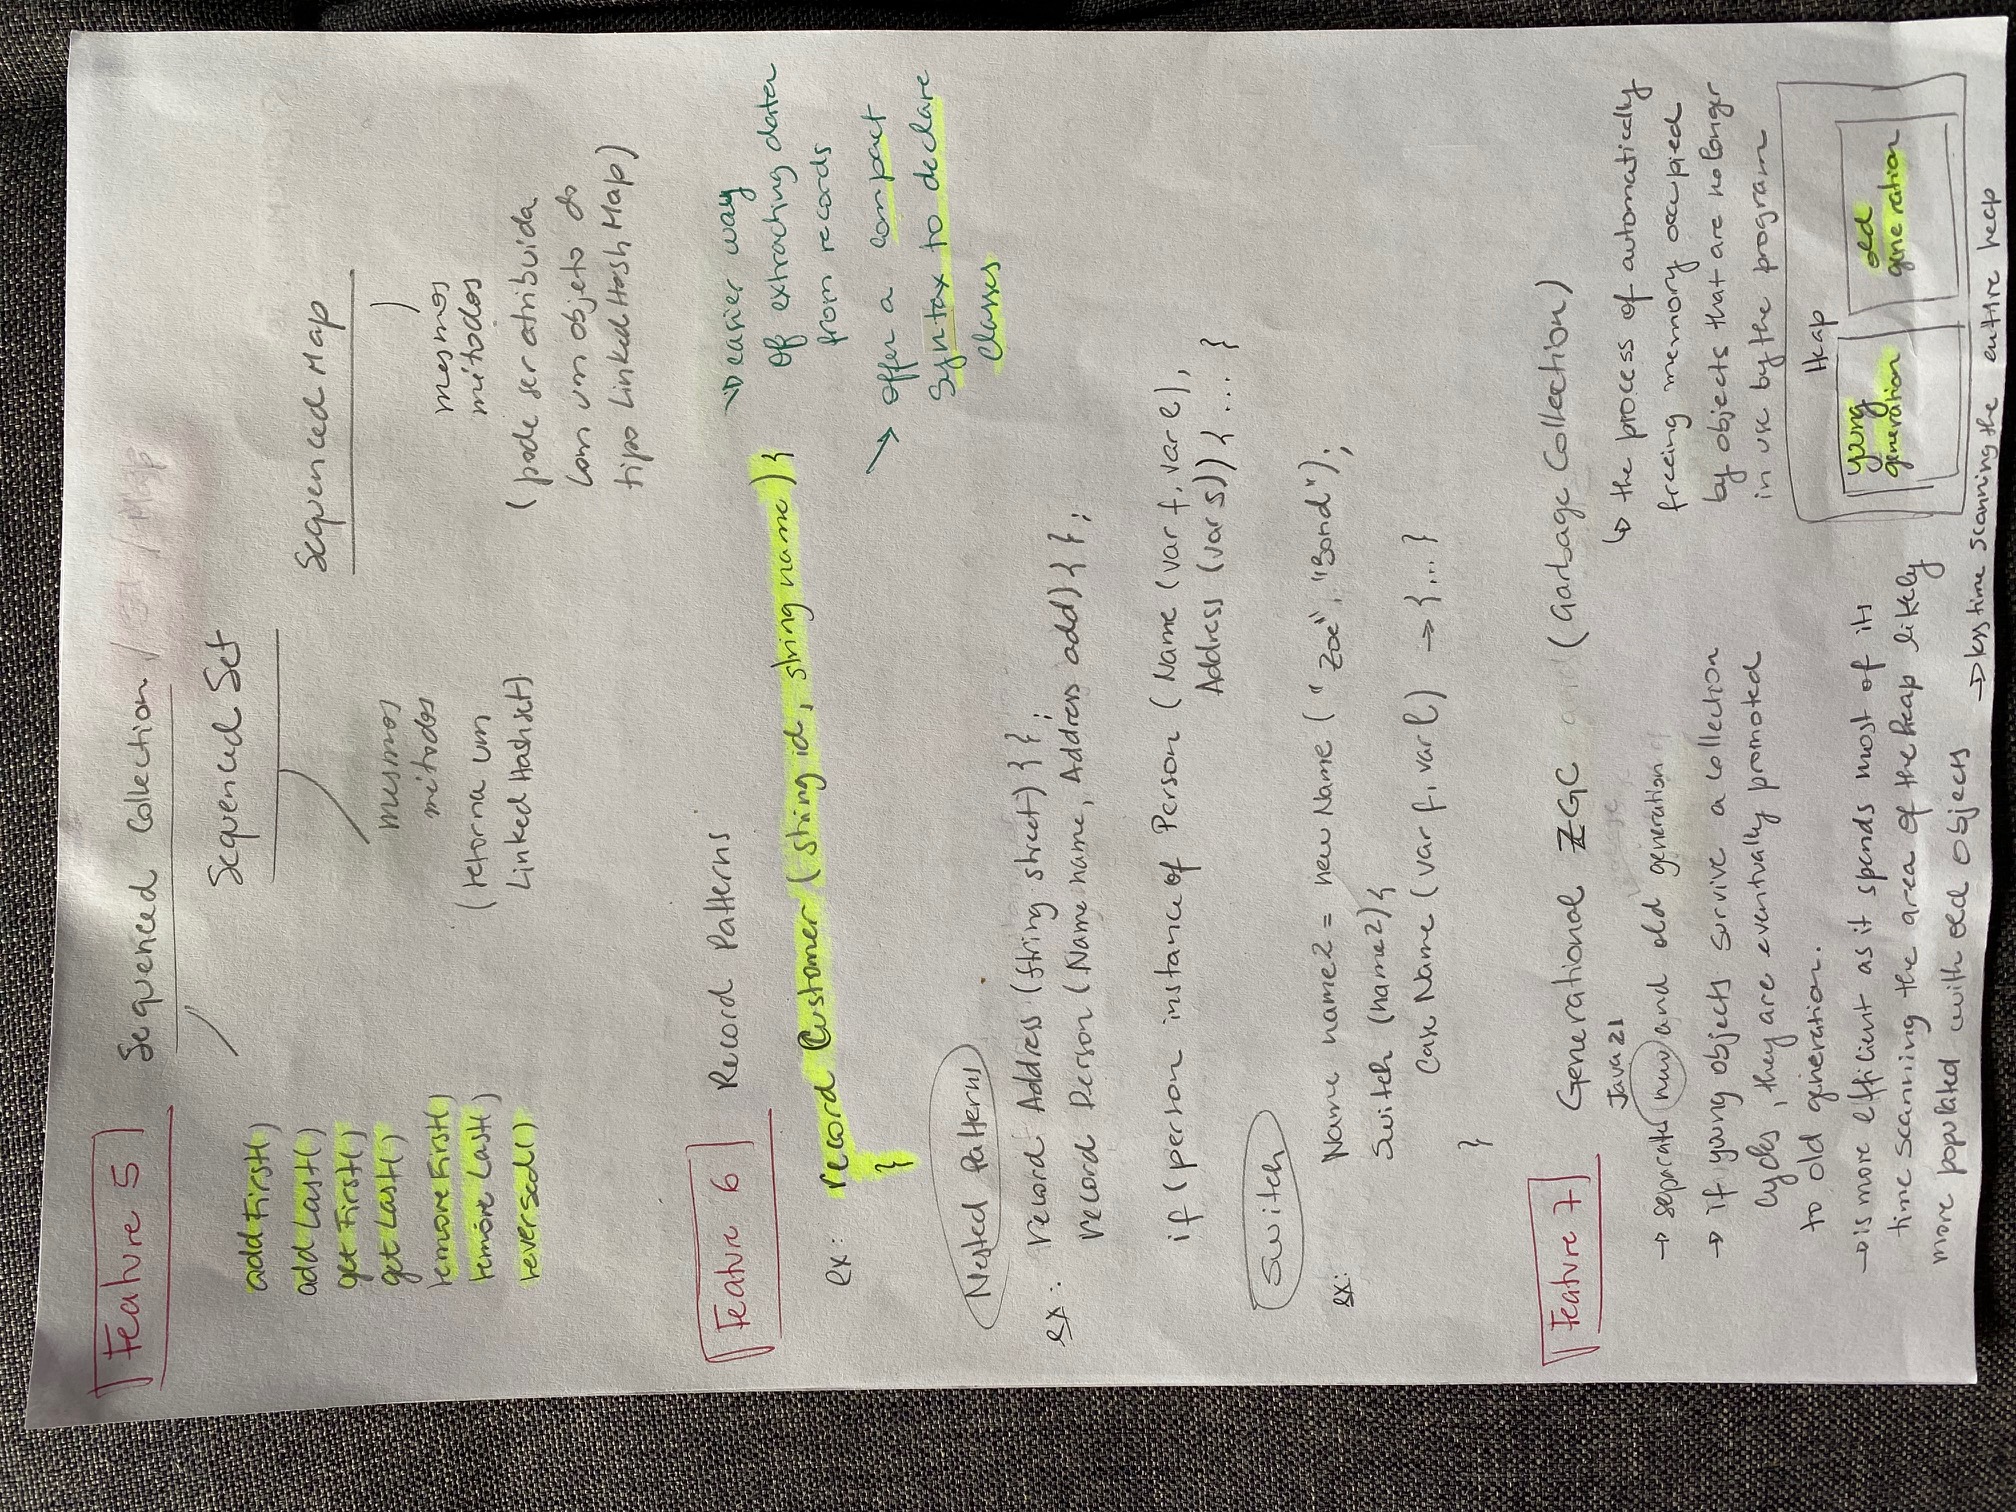 Feature 5
Sequenced Collection / Set / Map
addFirst()
addLast()
getFirst()
getLast()
removeFirst()
removeLast()
reversed()
Sequenced Set
mesmos
métodos
(retorna um
LinkedHashset)
Sequenced Map
mesmos
métodos
(pode ser atribuida
com um objeto do
tipo LinkedHashMap)
Feature 6
Record Patterns
ex: record Customer (string id, string name) {
}
→ easier way
of extracting data
from records
↘ offer a compact
syntax to declare
classes
Nested Patterns
ex: record Address (string street) { };
record Person (Name name, Address add) { };
if (person instance of Person (Name (var f, var l),
Address (var s)) { ... }
Switch
ex: Name name2 = new Name ("Zoe", "Bond");
Switch (name2) {
Case Name (var f, var l) → {...}
}
Feature 7
Generational ZGC (Garbage Collection)
Java 21
→ separates new and old generation
→ if young objects survive a collection
cycles, they are eventually promoted
to old generation.
→ is more efficient as it spends most of its
time scanning the area of the heap likely
more populated with old objects
↳ the process of automatically
freeing memory occupied
by objects that are no longer
in use by the program
Heap
young
generation
old
generation
→ less time scanning the entire heap